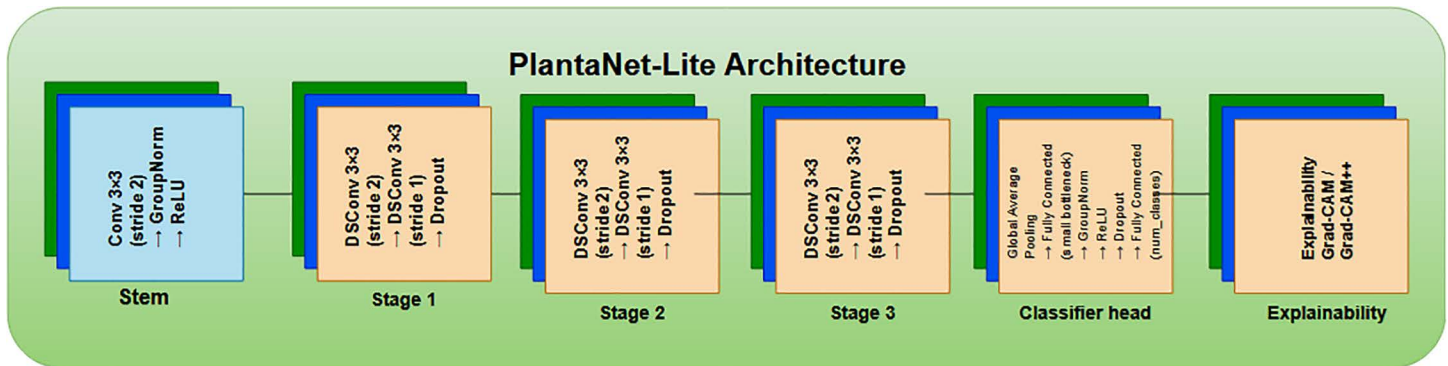 PlantaNet-Lite Architecture
Conv 3×3
(stride 2)
→ GroupNorm
→ ReLU
Stem
DSConv 3×3
(stride 2)
→ DSConv 3×3
(stride 1)
→ Dropout
Stage 1
DSConv 3×3
(stride 2)
→ DSConv 3×3
(stride 1)
→ Dropout
Stage 2
DSConv 3×3
(stride 2)
→ DSConv 3×3
(stride 1)
→ Dropout
Stage 3
Global Average
Pooling
→ Fully Connected
(small bottleneck)
→ GroupNorm
→ ReLU
→ Dropout
→ Fully Connected
(num_classes)
Classifier head
Explainability
Grad-CAM /
Grad-CAM++
Explainability